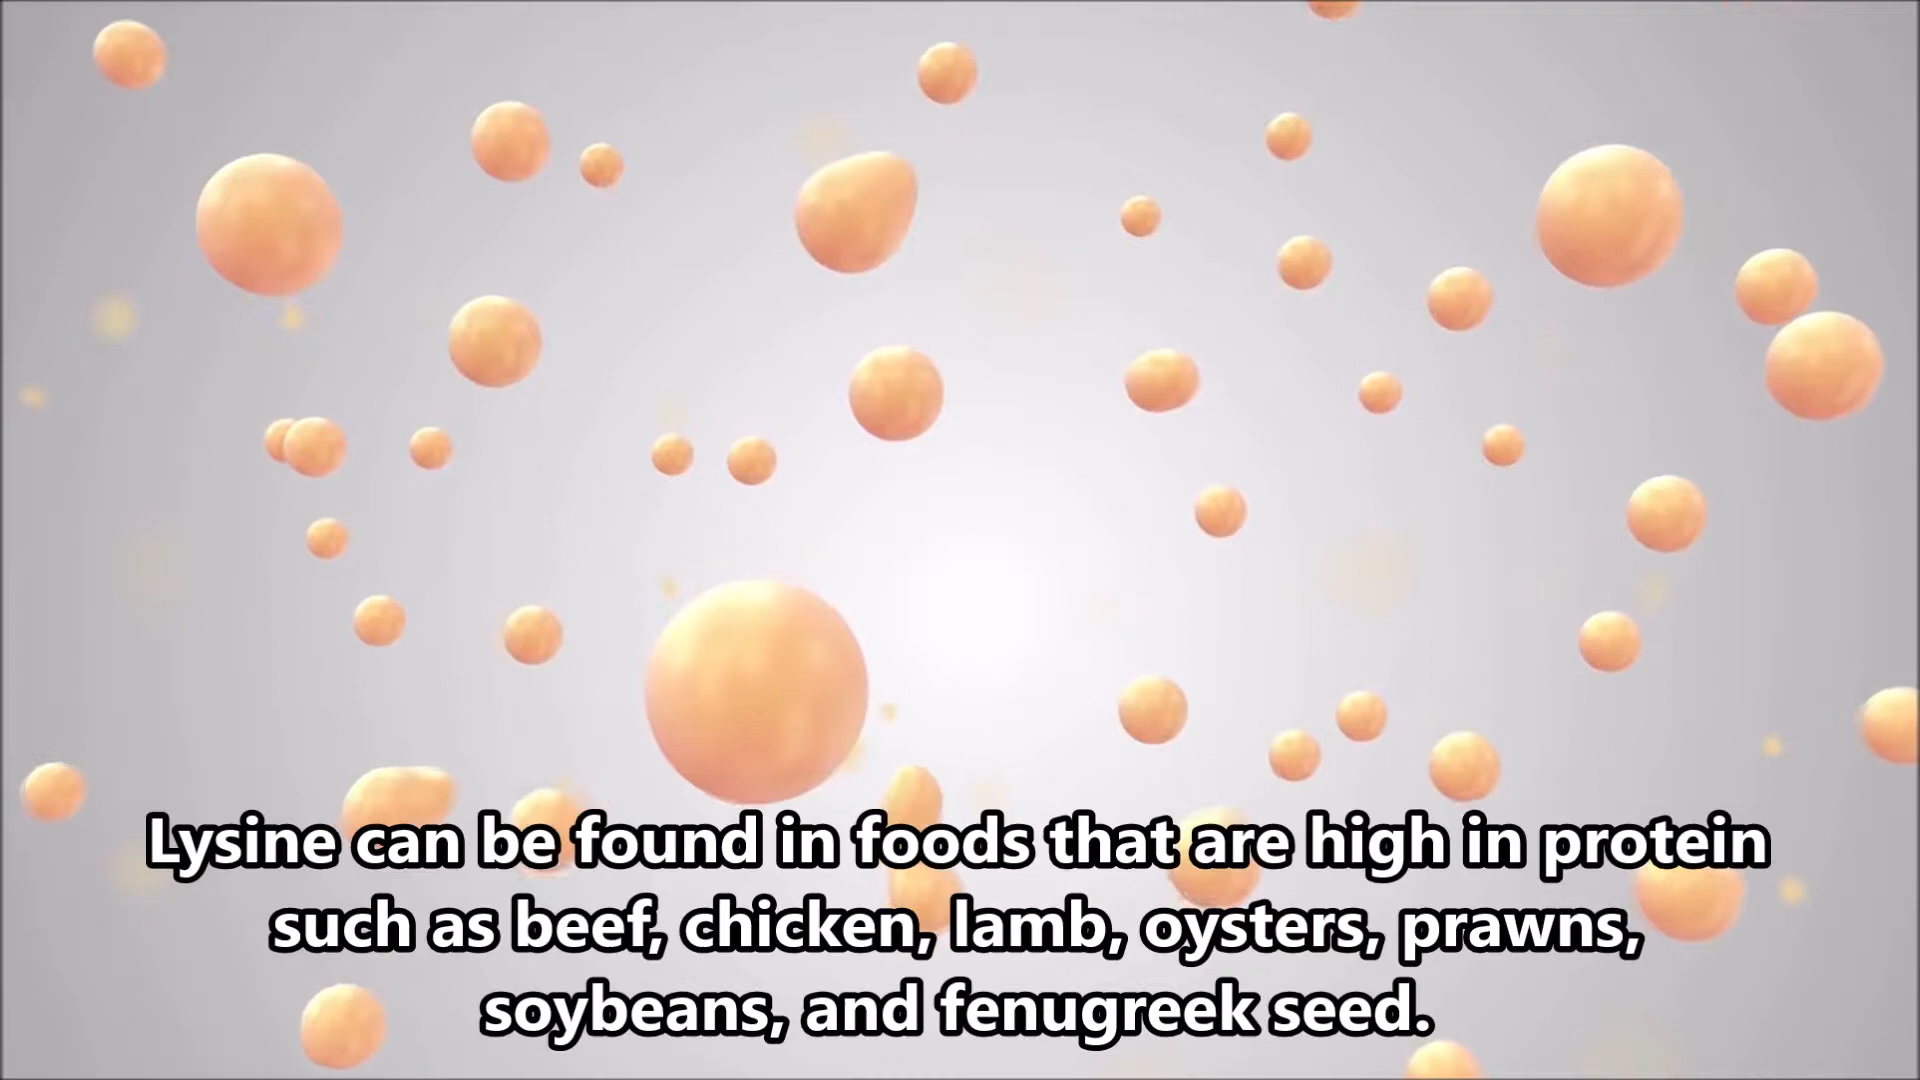 Lysine can be found in foods that are high in protein
such as beef, chicken, lamb, oysters, prawns,
soybeans, and fenugreek seed.